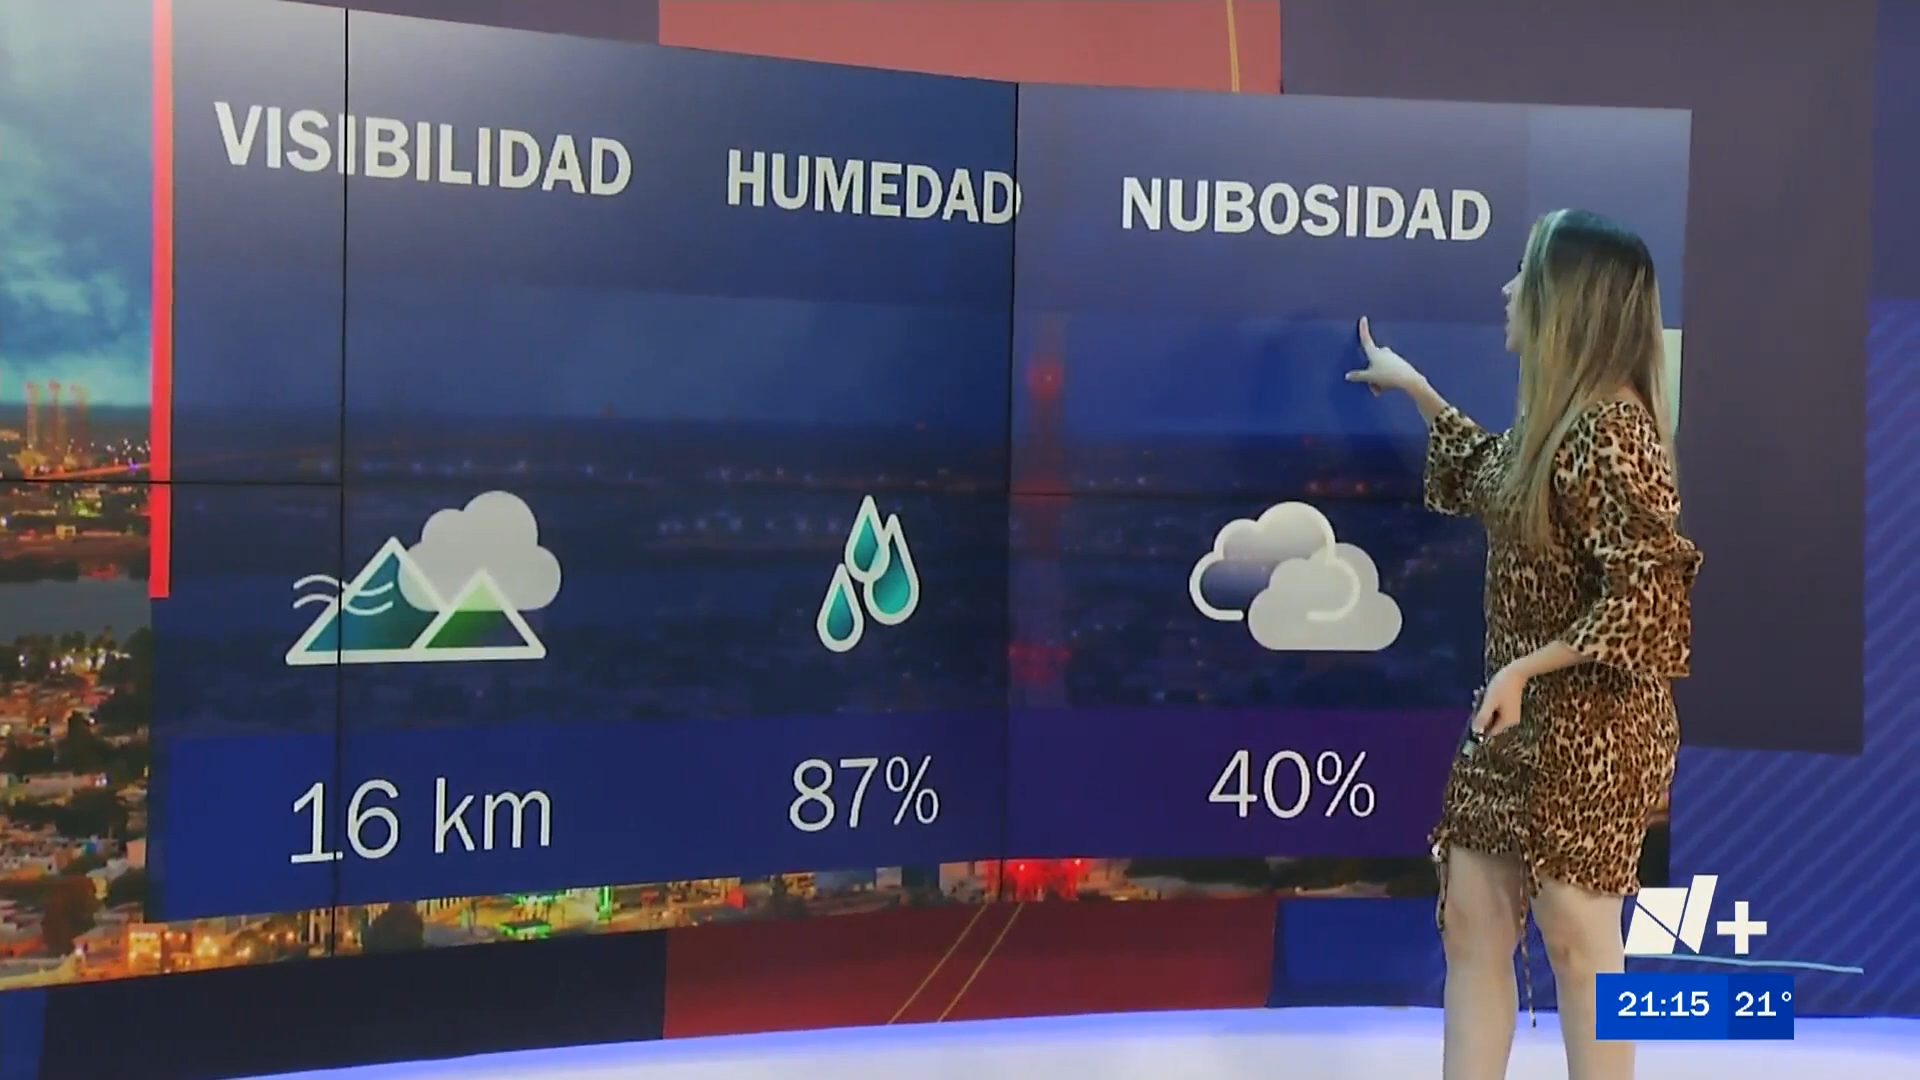 VISIBILIDAD
HUMEDAD
NUBOSIDAD
16 km
87%
40%
N+
21:15 21°